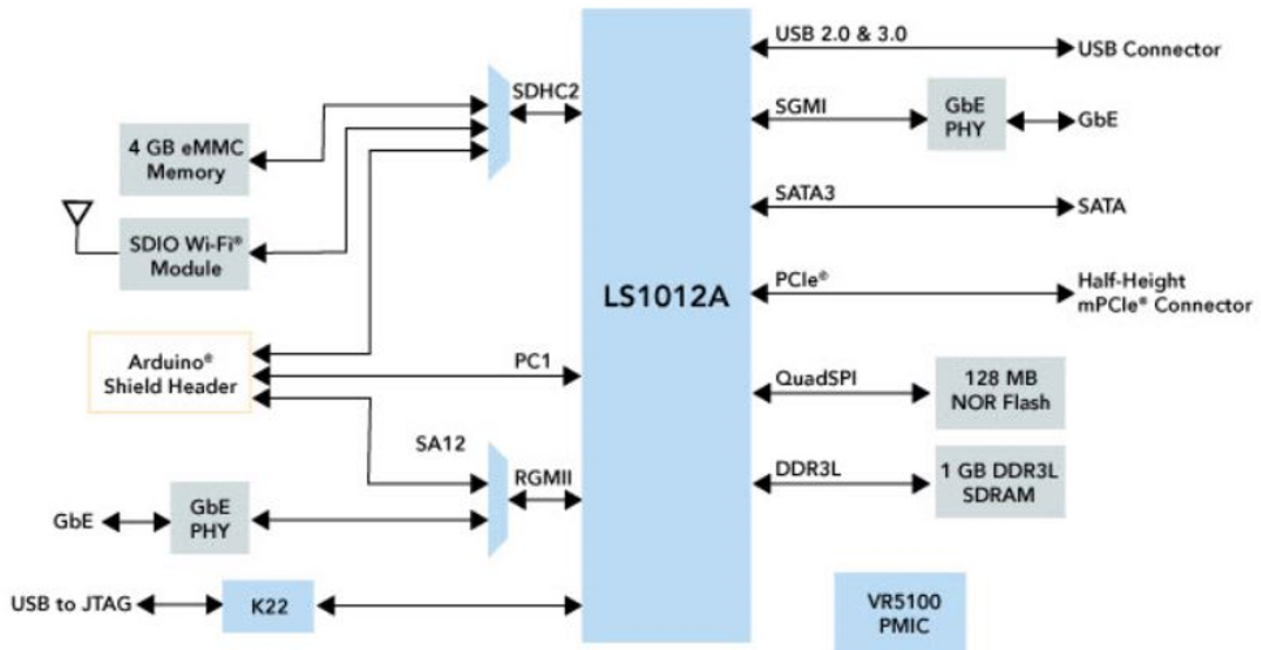 USB 2.0 & 3.0
USB Connector
SDHC2
SGMI
GbE
PHY
GbE
4 GB eMMC
Memory
SATA3
SATA
SDIO Wi-Fi®
Module
LS1012A
PCIe®
Half-Height
mPCIe® Connector
Arduino®
Shield Header
PC1
QuadSPI
128 MB
NOR Flash
SA12
RGMII
DDR3L
1 GB DDR3L
SDRAM
GbE
GbE
PHY
USB to JTAG
K22
VR5100
PMIC